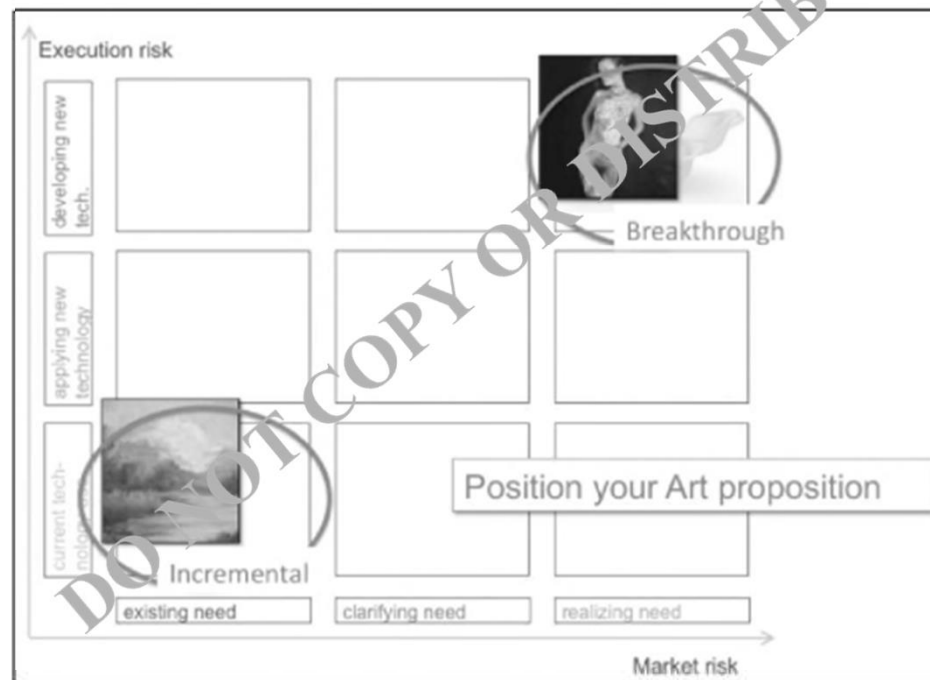 Execution risk
developing new
tech.
Breakthrough
applying new
technology
current tech-
Position your Art proposition
Incremental
existing need
clarifying need
realizing need
Market risk
DO NOT COPY OR DISTRIB